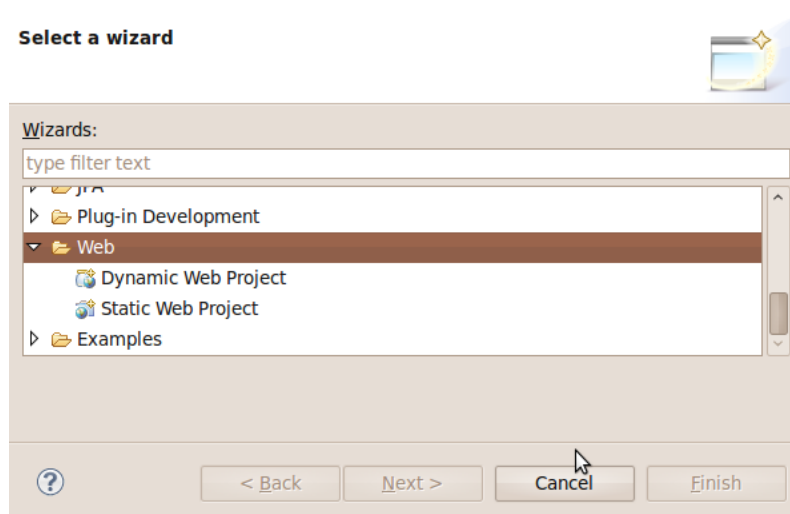 Select a wizard
Wizards:
type filter text
JPA
Plug-in Development
Web
Dynamic Web Project
Static Web Project
Examples
? < Back Next > Cancel Finish